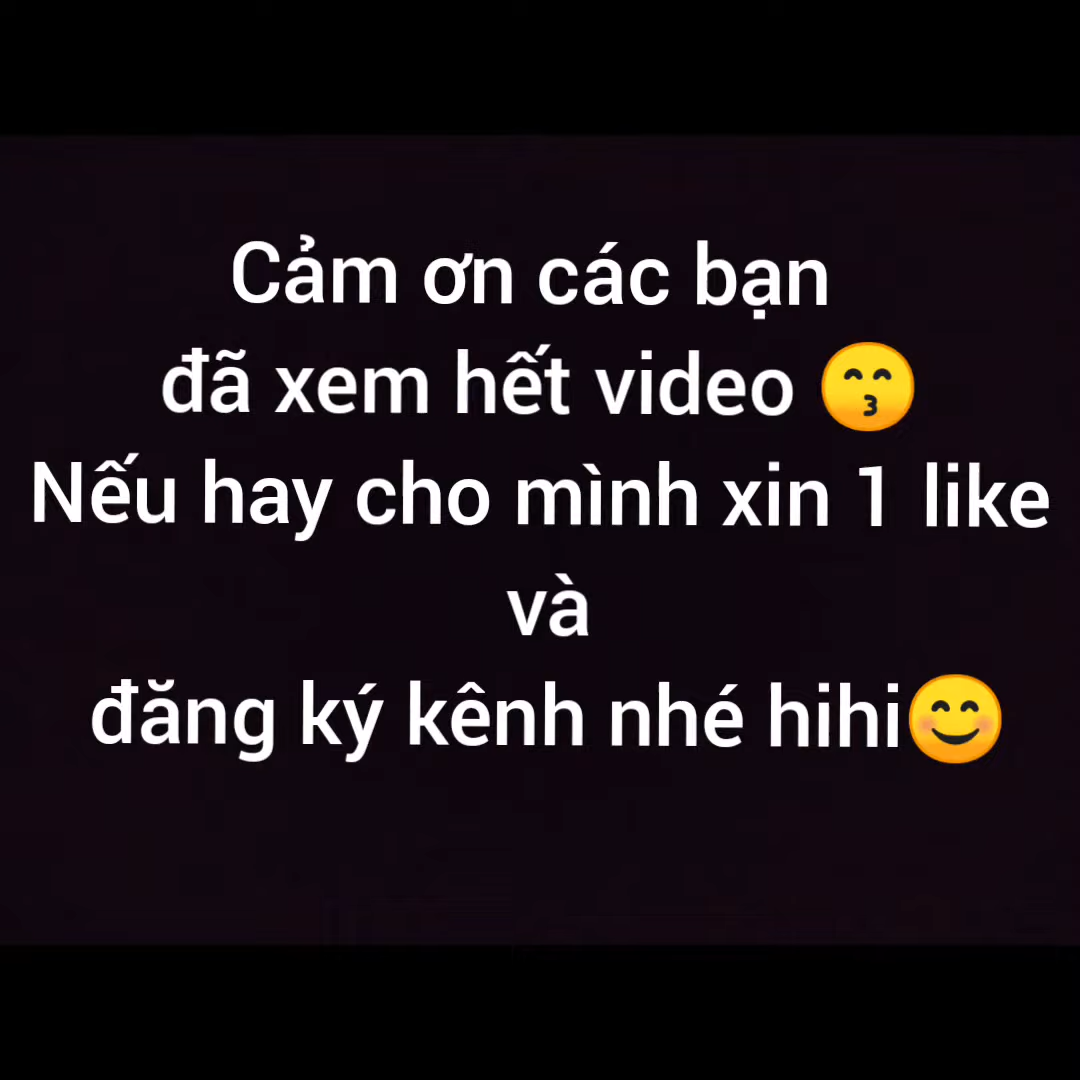 Cảm ơn các bạn
đã xem hết video 😙
Nếu hay cho mình xin 1 like
và
đăng ký kênh nhé hihi😊